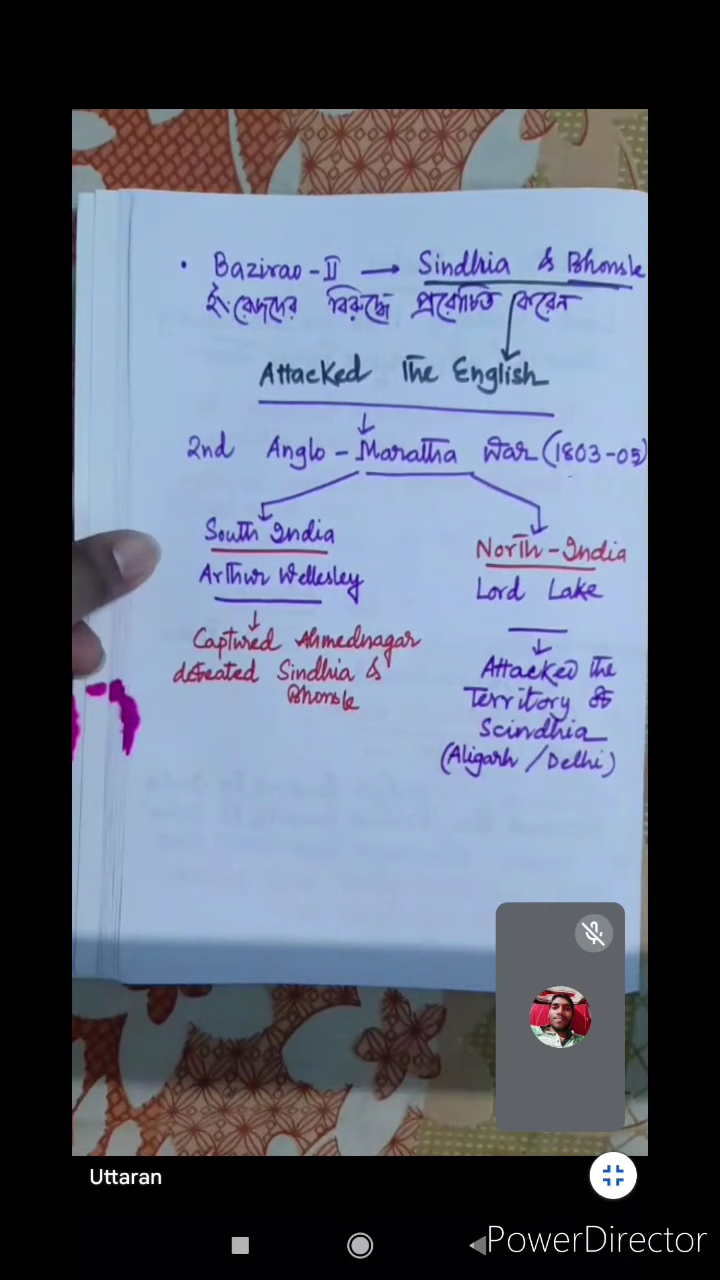 • Bazirao-II → Sindhia & Bhonsle
ইংরেজদের বিরুদ্ধে প্ররোচিত করেন
Attacked The English
2nd Anglo-Maratha War (1803-05)
South India
Arthur Wellesley
Captured Ahmednagar
defeated Sindhia &
Bhonsle
North-India
Lord Lake
Attacked the
Territory of
Scindhia
(Aligarh / Delhi)
Uttaran
PowerDirector